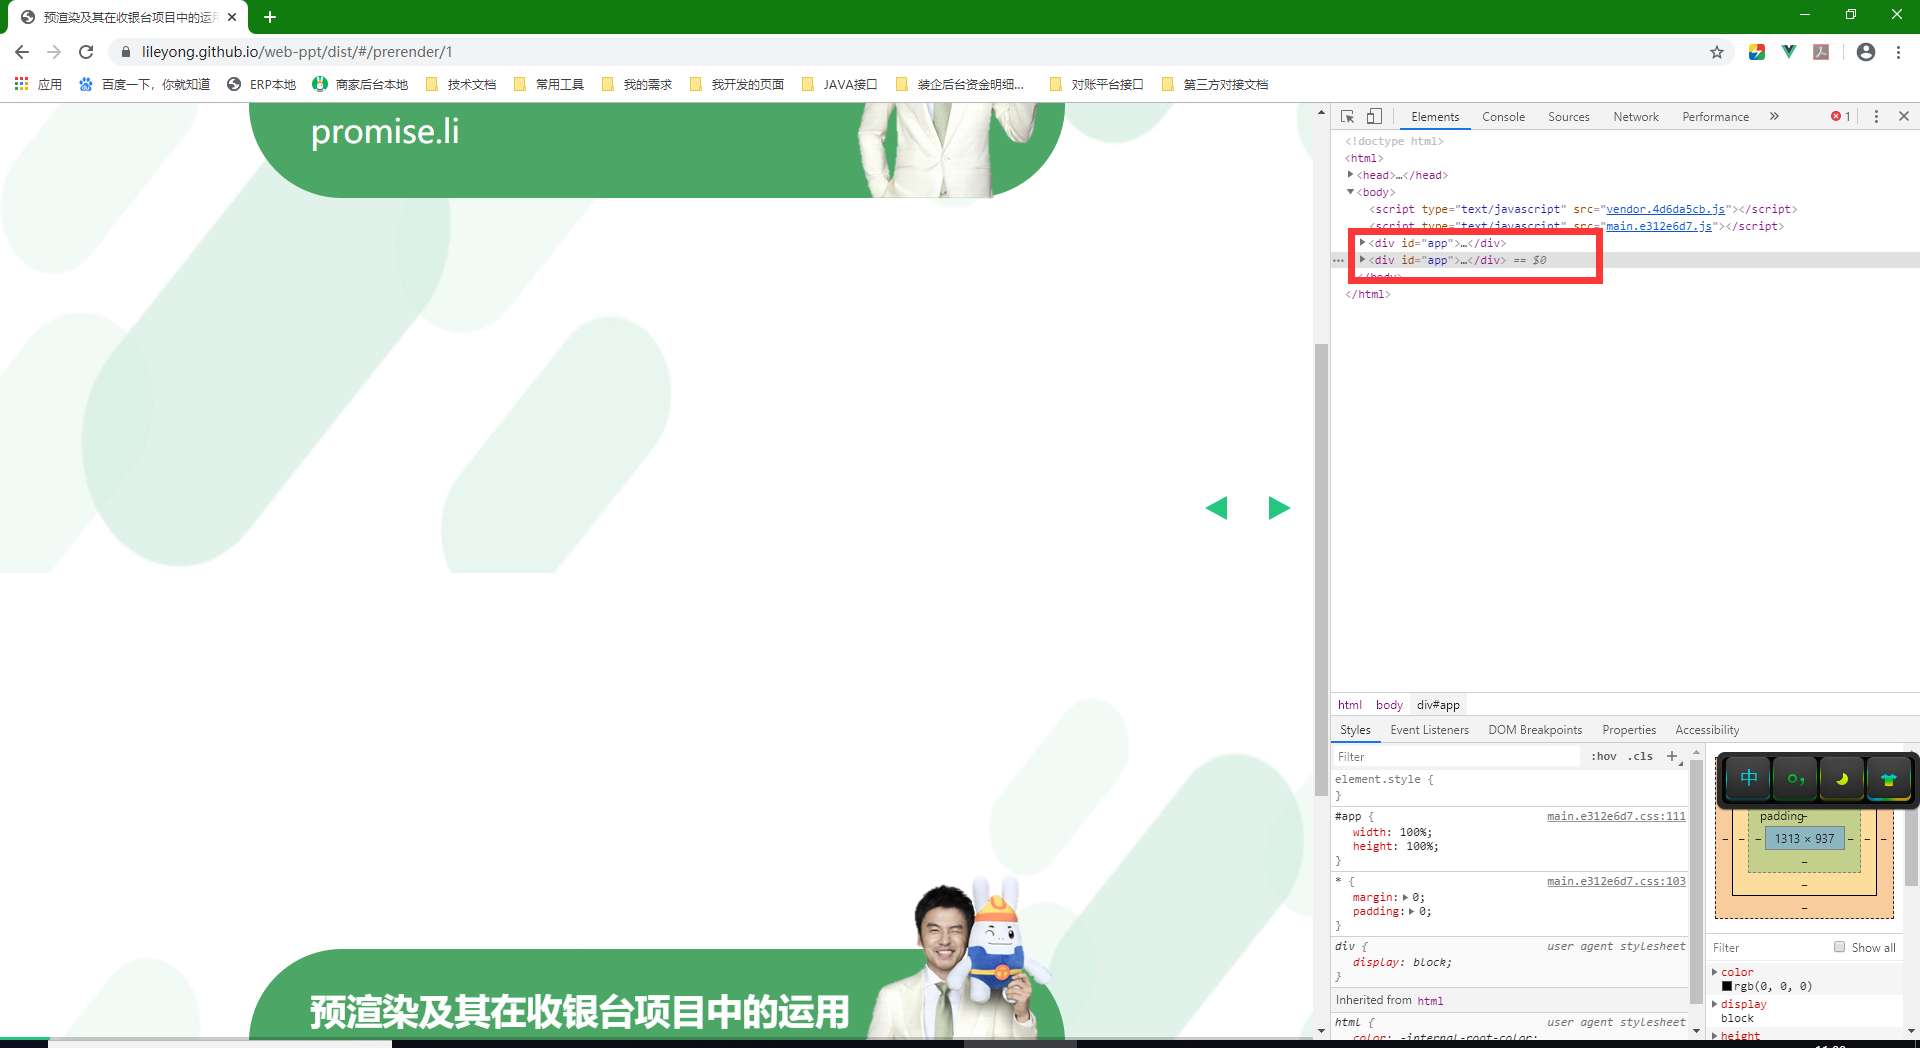 预渲染及其在收银台项目中的运用
lileyong.github.io/web-ppt/dist/#/prerender/1
应用 百度一下，你就知道 ERP本地 商家后台本地 技术文档 常用工具 我的需求 我开发的页面 JAVA接口 装企后台资金明细... 对账平台接口 第三方对接文档
promise.li
预渲染及其在收银台项目中的运用
Elements Console Sources Network Performance » 1
<!doctype html>
<html>
<head>…</head>
<body>
<script type="text/javascript" src="vendor.4d6da5cb.js"></script>
<script type="text/javascript" src="main.e312e6d7.js"></script>
<div id="app">…</div>
<div id="app">…</div> == $0
</body>
</html>
html body div#app
Styles Event Listeners DOM Breakpoints Properties Accessibility
Filter :hov .cls +
element.style {
}
#app { main.e312e6d7.css:111
width: 100%;
height: 100%;
}
* { main.e312e6d7.css:103
margin: 0;
padding: 0;
}
div { user agent stylesheet
display: block;
}
Inherited from html
html { user agent stylesheet
color: -internal-root-color;
中
padding –
1313 × 937
Filter Show all
color
rgb(0, 0, 0)
display
block
height